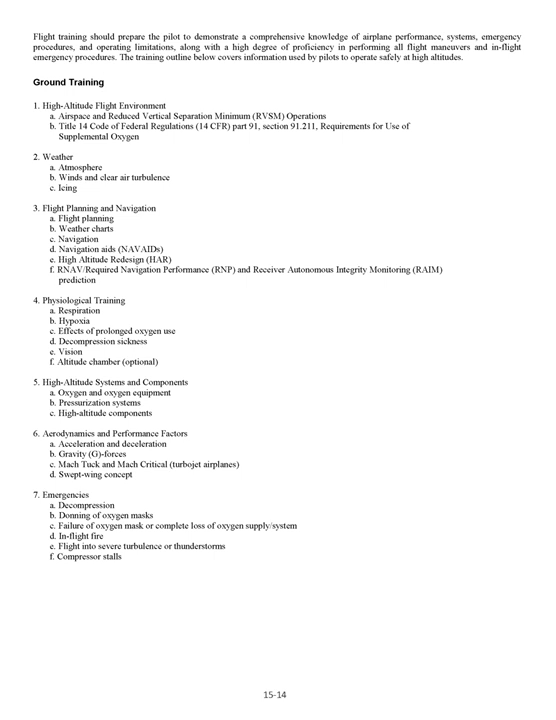 Flight training should prepare the pilot to demonstrate a comprehensive knowledge of airplane performance, systems, emergency
procedures, and operating limitations, along with a high degree of proficiency in performing all flight maneuvers and in-flight
emergency procedures. The training outline below covers information used by pilots to operate safely at high altitudes.
Ground Training
1. High-Altitude Flight Environment
a. Airspace and Reduced Vertical Separation Minimum (RVSM) Operations
b. Title 14 Code of Federal Regulations (14 CFR) part 91, section 91.211, Requirements for Use of
Supplemental Oxygen
2. Weather
a. Atmosphere
b. Winds and clear air turbulence
c. Icing
3. Flight Planning and Navigation
a. Flight planning
b. Weather charts
c. Navigation
d. Navigation aids (NAVAIDs)
e. High Altitude Redesign (HAR)
f. RNAV/Required Navigation Performance (RNP) and Receiver Autonomous Integrity Monitoring (RAIM)
prediction
4. Physiological Training
a. Respiration
b. Hypoxia
c. Effects of prolonged oxygen use
d. Decompression sickness
e. Vision
f. Altitude chamber (optional)
5. High-Altitude Systems and Components
a. Oxygen and oxygen equipment
b. Pressurization systems
c. High-altitude components
6. Aerodynamics and Performance Factors
a. Acceleration and deceleration
b. Gravity (G)-forces
c. Mach Tuck and Mach Critical (turbojet airplanes)
d. Swept-wing concept
7. Emergencies
a. Decompression
b. Donning of oxygen masks
c. Failure of oxygen mask or complete loss of oxygen supply/system
d. In-flight fire
e. Flight into severe turbulence or thunderstorms
f. Compressor stalls
15-14